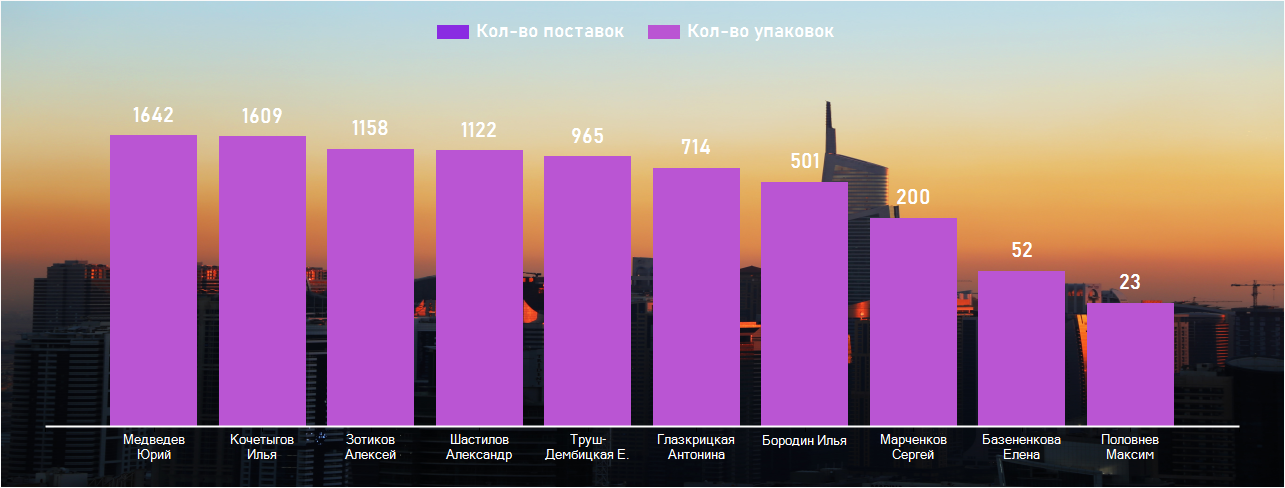 Кол-во поставок Кол-во упаковок
1642 1609 1158 1122 965 714 501 200 52 23
Медведев Юрий
Кочетыгов Илья
Зотиков Алексей
Шастилов Александр
Труш-Дембицкая Е.
Глазкрицкая Антонина
Бородин Илья
Марченков Сергей
Базененкова Елена
Половнев Максим